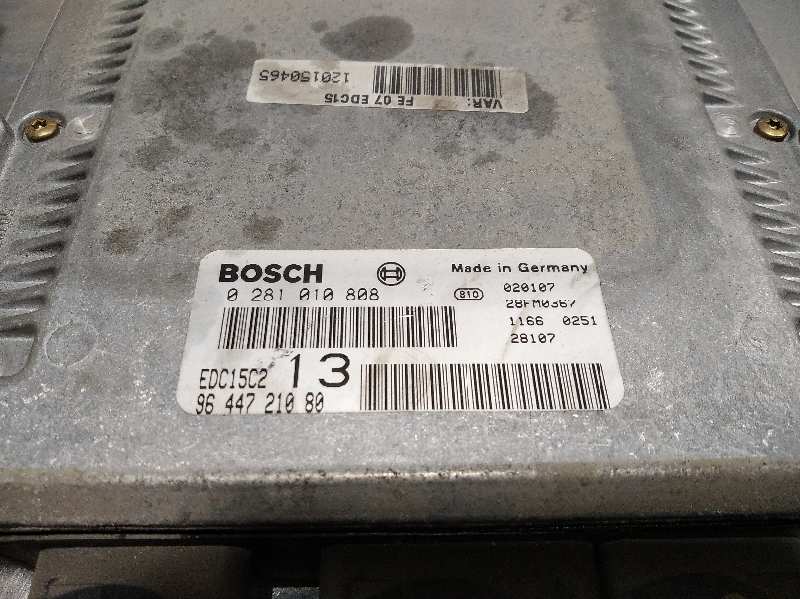 VAR:
FE 07 EDC15
120150465
BOSCH
Made in Germany
0 281 010 808
810
020107
28FM0367
1166 0251
28107
EDC15C2 13
96 447 210 80